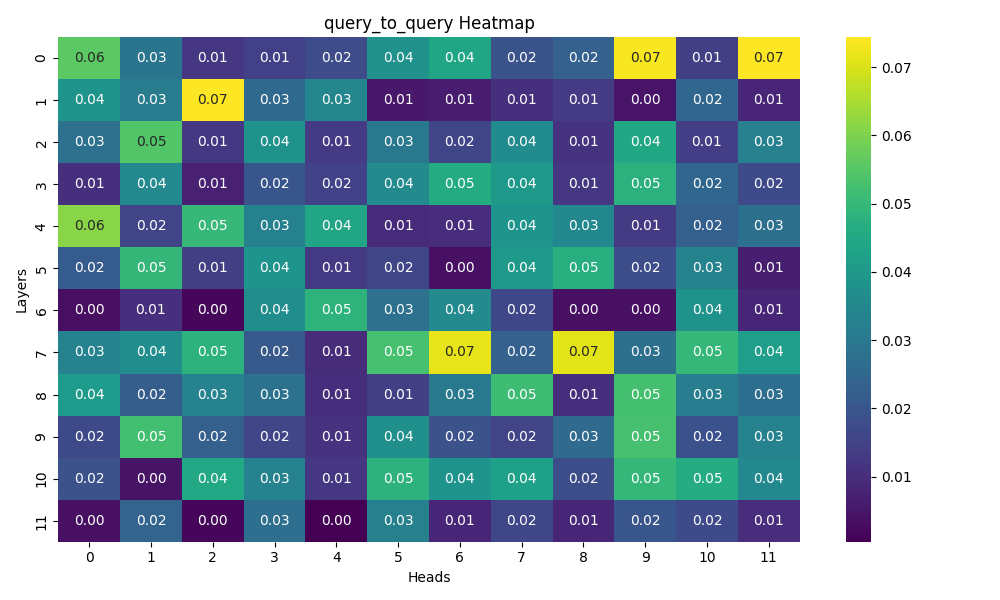 query_to_query Heatmap
0 0.06 0.03 0.01 0.01 0.02 0.04 0.04 0.02 0.02 0.07 0.01 0.07
1 0.04 0.03 0.07 0.03 0.03 0.01 0.01 0.01 0.01 0.00 0.02 0.01
2 0.03 0.05 0.01 0.04 0.01 0.03 0.02 0.04 0.01 0.04 0.01 0.03
3 0.01 0.04 0.01 0.02 0.02 0.04 0.05 0.04 0.01 0.05 0.02 0.02
4 0.06 0.02 0.05 0.03 0.04 0.01 0.01 0.04 0.03 0.01 0.02 0.03
5 0.02 0.05 0.01 0.04 0.01 0.02 0.00 0.04 0.05 0.02 0.03 0.01
6 0.00 0.01 0.00 0.04 0.05 0.03 0.04 0.02 0.00 0.00 0.04 0.01
7 0.03 0.04 0.05 0.02 0.01 0.05 0.07 0.02 0.07 0.03 0.05 0.04
8 0.04 0.02 0.03 0.03 0.01 0.01 0.03 0.05 0.01 0.05 0.03 0.03
9 0.02 0.05 0.02 0.02 0.01 0.04 0.02 0.02 0.03 0.05 0.02 0.03
10 0.02 0.00 0.04 0.03 0.01 0.05 0.04 0.04 0.02 0.05 0.05 0.04
11 0.00 0.02 0.00 0.03 0.00 0.03 0.01 0.02 0.01 0.02 0.02 0.01
0 1 2 3 4 5 6 7 8 9 10 11
Heads
Layers
0.07
0.06
0.05
0.04
0.03
0.02
0.01